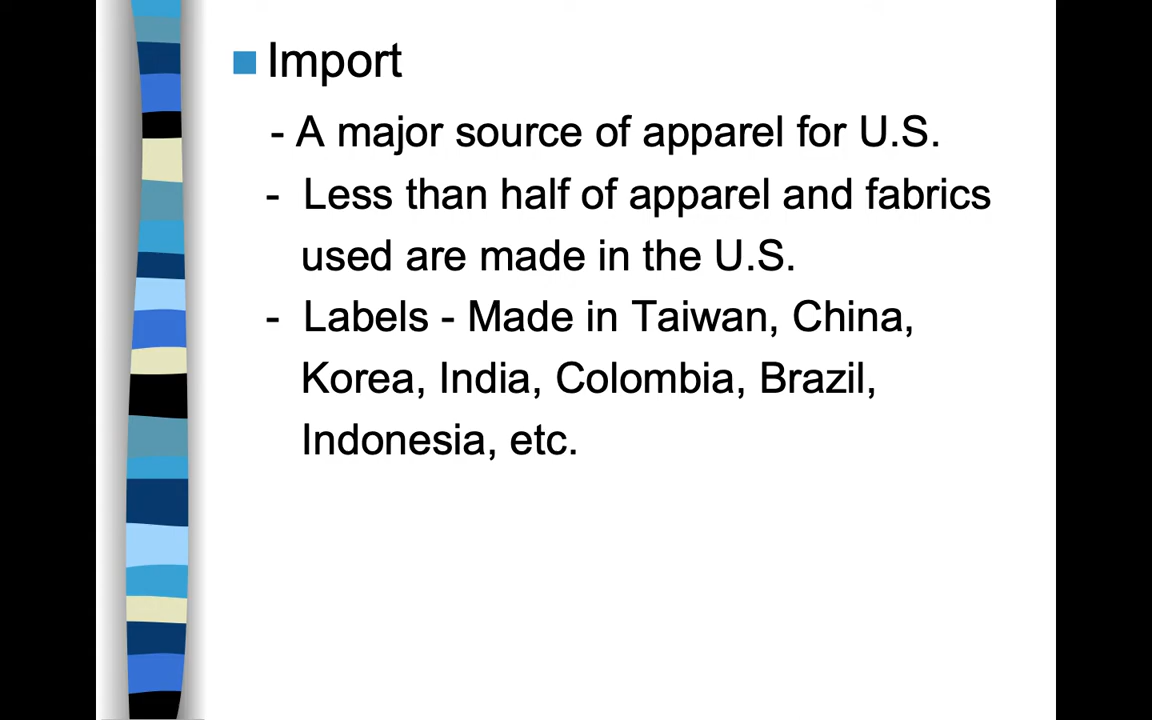 Import
- A major source of apparel for U.S.
- Less than half of apparel and fabrics
used are made in the U.S.
- Labels - Made in Taiwan, China,
Korea, India, Colombia, Brazil,
Indonesia, etc.